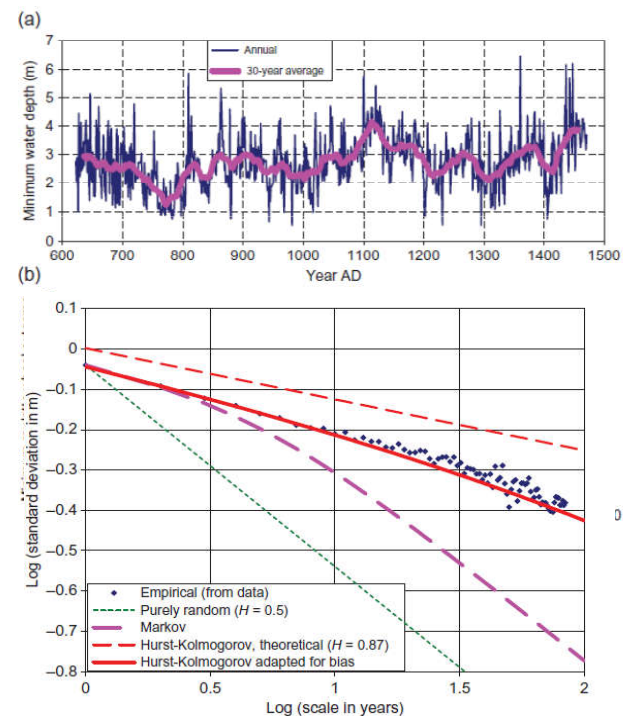 (a)
7
6
5
4
3
2
1
0
Minimum water depth (m)
Annual
30-year average
600 700 800 900 1000 1100 1200 1300 1400 1500
Year AD
(b)
0.1
0
–0.1
–0.2
–0.3
–0.4
–0.5
–0.6
–0.7
–0.8
Log (standard deviation in m)
0
Empirical (from data)
Purely random (H = 0.5)
Markov
Hurst-Kolmogorov, theoretical (H = 0.87)
Hurst-Kolmogorov adapted for bias
0 0.5 1 1.5 2
Log (scale in years)